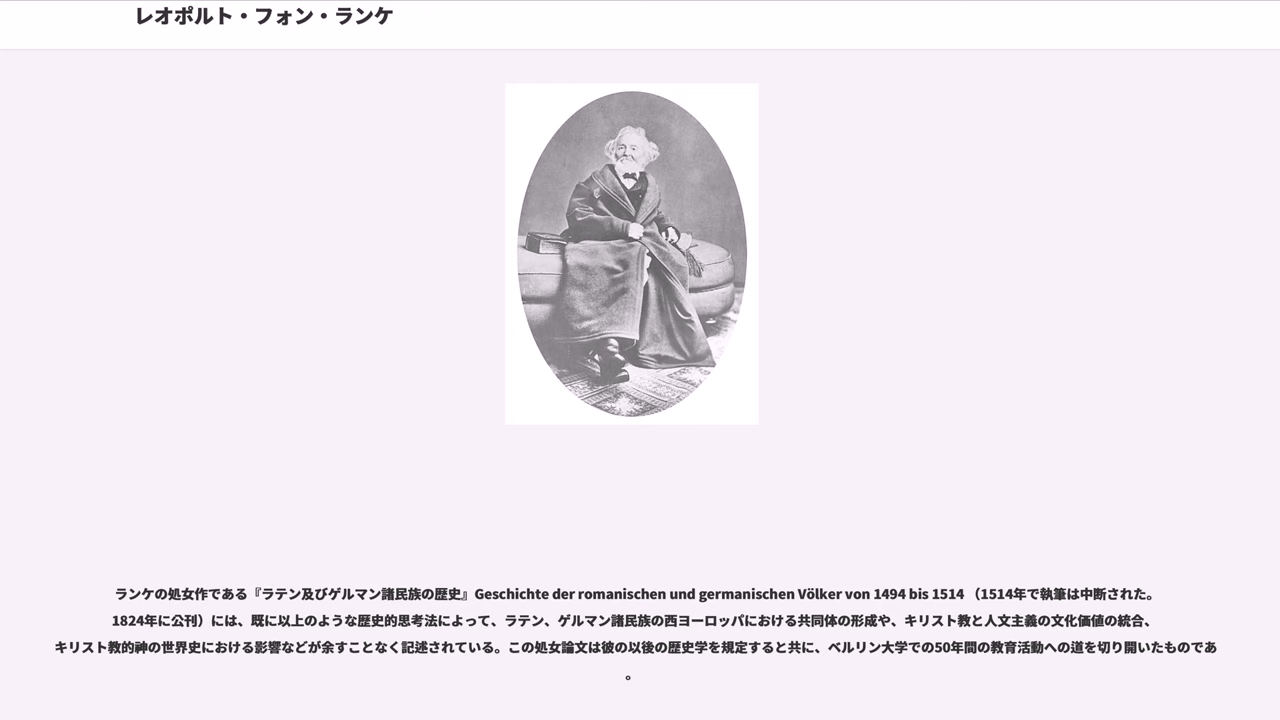 レオポルト・フォン・ランケ
ランケの処女作である『ラテン及びゲルマン諸民族の歴史』Geschichte der romanischen und germanischen Völker von 1494 bis 1514 （1514年で執筆は中断された。
1824年に公刊）には、既に以上のような歴史的思考法によって、ラテン、ゲルマン諸民族の西ヨーロッパにおける共同体の形成や、キリスト教と人文主義の文化価値の統合、
キリスト教的神の世界史における影響などが余すことなく記述されている。この処女論文は彼の以後の歴史学を規定すると共に、ベルリン大学での50年間の教育活動への道を切り開いたものであ
。